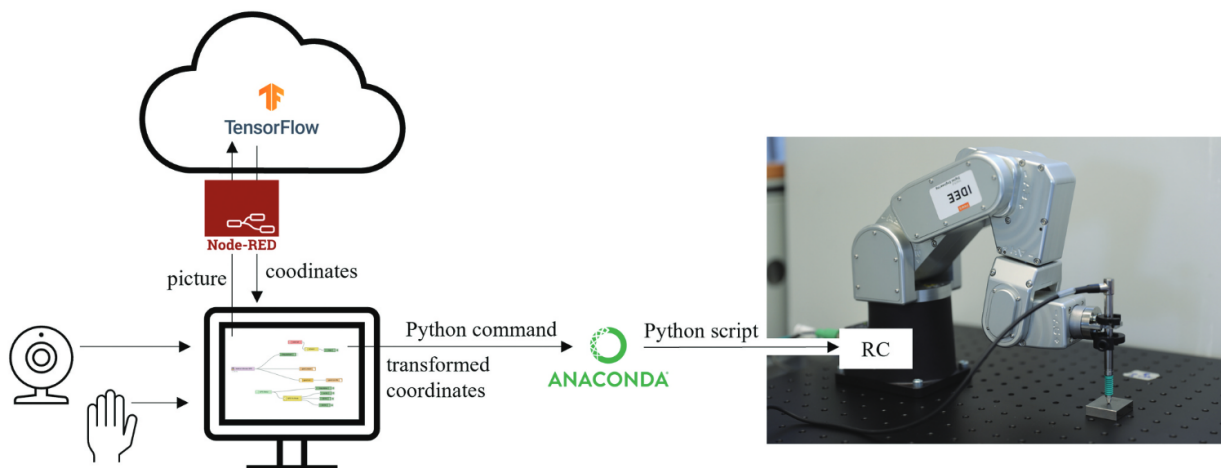 TensorFlow
Node-RED
picture
coodinates
Python command
transformed
coordinates
ANACONDA
Python script
RC
IDEE